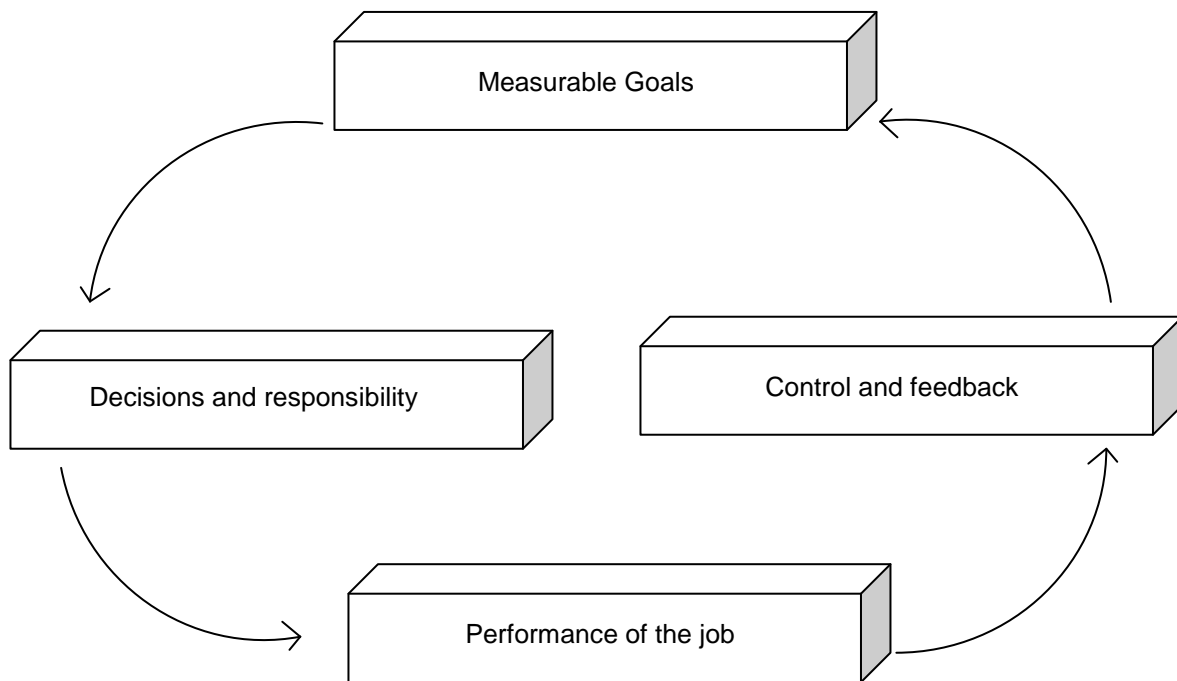 Measurable Goals
Decisions and responsibility
Control and feedback
Performance of the job